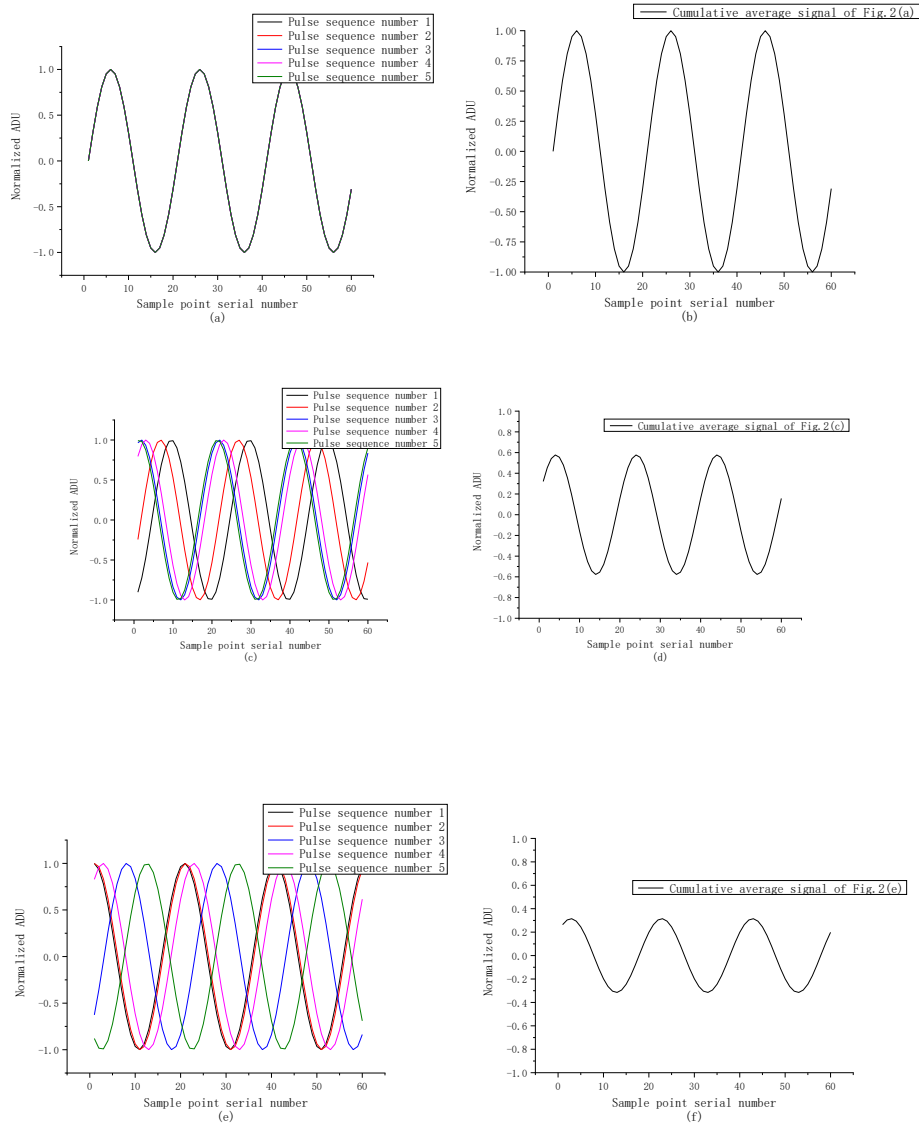 Pulse sequence number 1
Pulse sequence number 2
Pulse sequence number 3
Pulse sequence number 4
Pulse sequence number 5
1.0
0.5
0.0
-0.5
-1.0
Normalized ADU
0 10 20 30 40 50 60
Sample point serial number
(a)
Cumulative average signal of Fig.2(a)
1.00
0.75
0.50
0.25
0.00
-0.25
-0.50
-0.75
-1.00
Normalized ADU
0 10 20 30 40 50 60
Sample point serial number
(b)
Pulse sequence number 1
Pulse sequence number 2
Pulse sequence number 3
Pulse sequence number 4
Pulse sequence number 5
1.0
0.5
0.0
-0.5
-1.0
Normalized ADU
0 10 20 30 40 50 60
Sample point serial number
(c)
Cumulative average signal of Fig.2(c)
1.0
0.8
0.6
0.4
0.2
0.0
-0.2
-0.4
-0.6
-0.8
-1.0
Normalized ADU
0 10 20 30 40 50 60
Sample point serial number
(d)
Pulse sequence number 1
Pulse sequence number 2
Pulse sequence number 3
Pulse sequence number 4
Pulse sequence number 5
1.0
0.5
0.0
-0.5
-1.0
Normalized ADU
0 10 20 30 40 50 60
Sample point serial number
(e)
Cumulative average signal of Fig.2(e)
1.0
0.8
0.6
0.4
0.2
0.0
-0.2
-0.4
-0.6
-0.8
-1.0
Normalized ADU
0 10 20 30 40 50 60
Sample point serial number
(f)